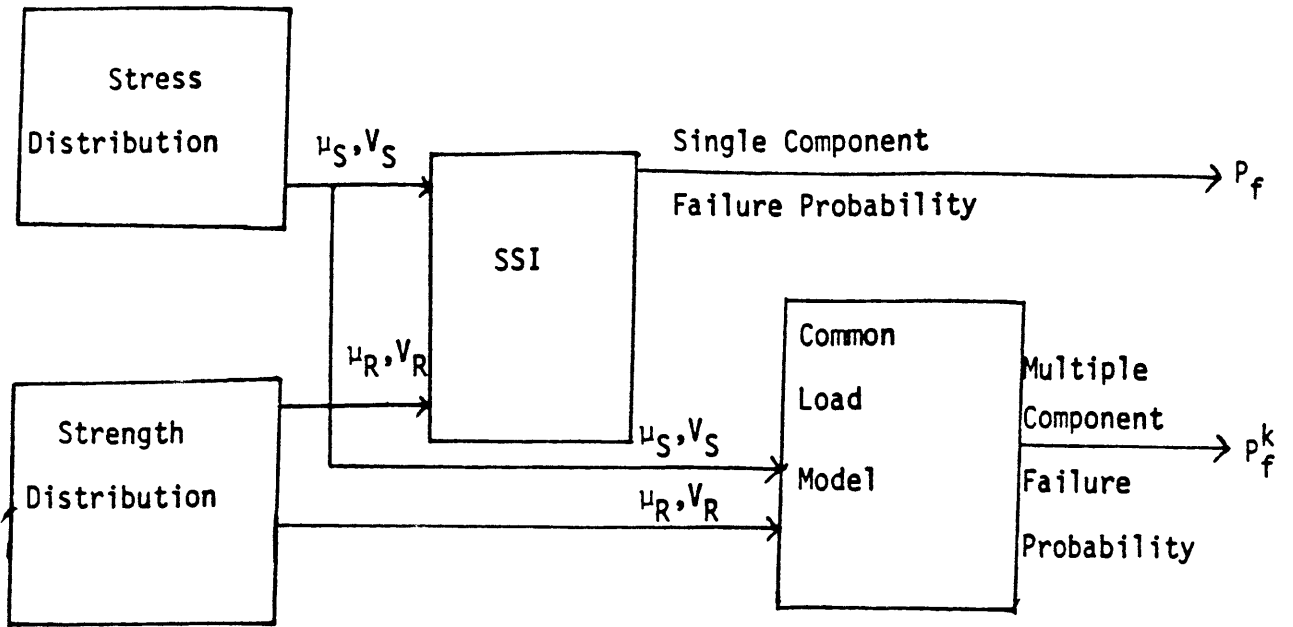 Stress
Distribution
μS,VS
SSI
Single Component
Failure Probability
Pf
μR,VR
Strength
Distribution
μS,VS
μR,VR
Common
Load
Model
Multiple
Component
Failure
Probability
Pfk